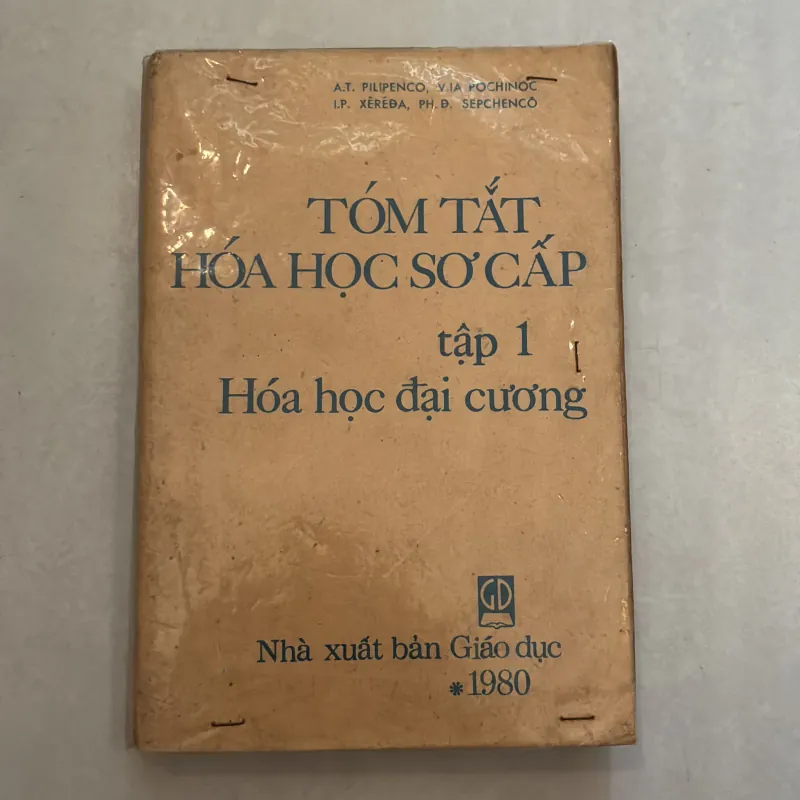 A.T. PILIPENCO, V.IA POCHINOC
I.P. XÊRÊĐA, PH.Đ. SEPCHENCÔ
TÓM TẮT
HÓA HỌC SƠ CẤP
tập 1
Hóa học đại cương
GD
Nhà xuất bản Giáo dục
*1980